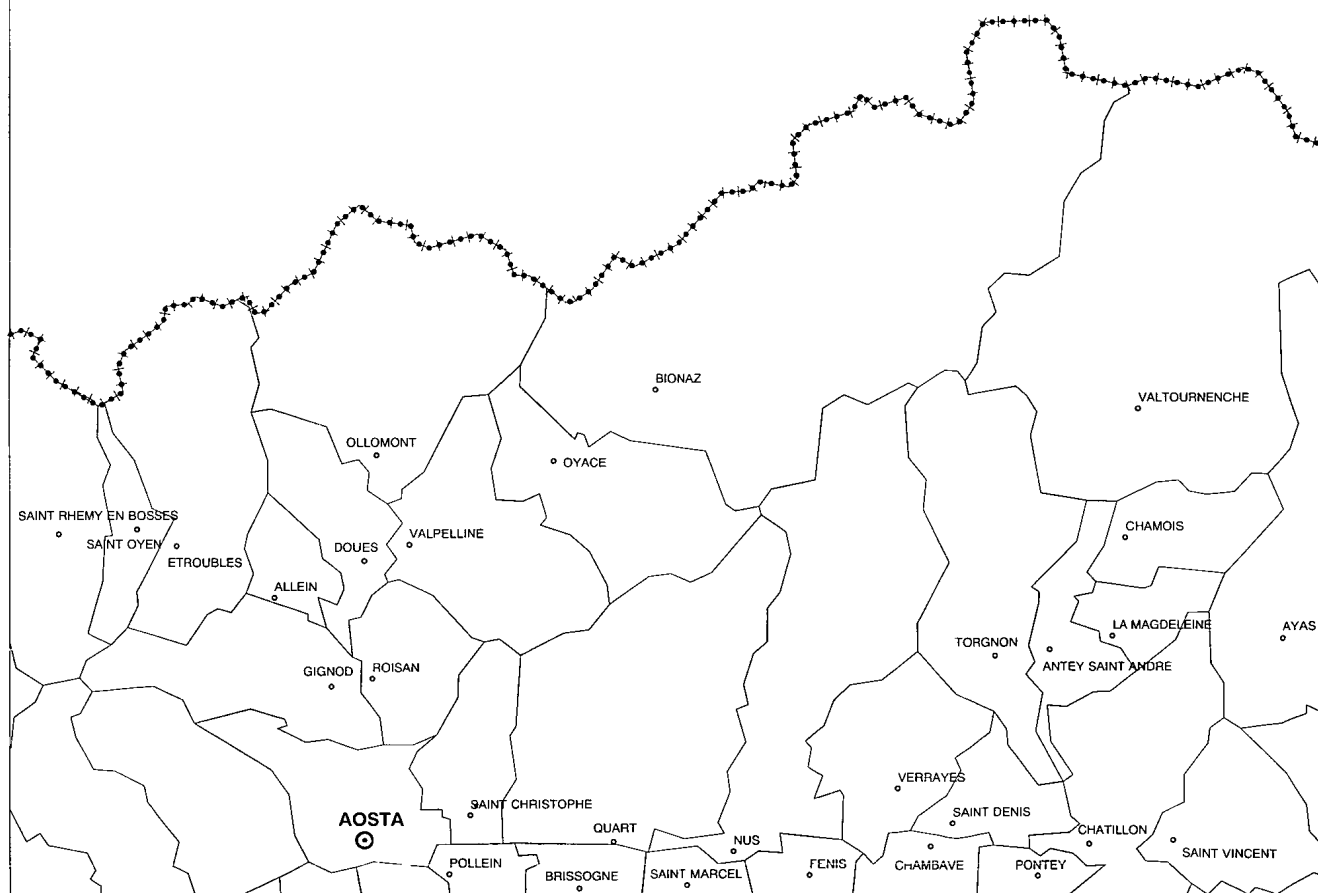 BIONAZ
VALTOURNENCHE
OLLOMONT
OYACE
SAINT RHEMY EN BOSSES
CHAMOIS
VALPELLINE
SAINT OYEN
DOUES
ETROUBLES
ALLEIN
LA MAGDELEINE
AYAS
TORGNON
ANTEY SAINT ANDRE
GIGNOD
ROISAN
VERRAYES
SAINT CHRISTOPHE
SAINT DENIS
AOSTA
QUART
CHATILLON
NUS
SAINT VINCENT
POLLEIN
FENIS
CHAMBAVE
PONTEY
BRISSOGNE
SAINT MARCEL